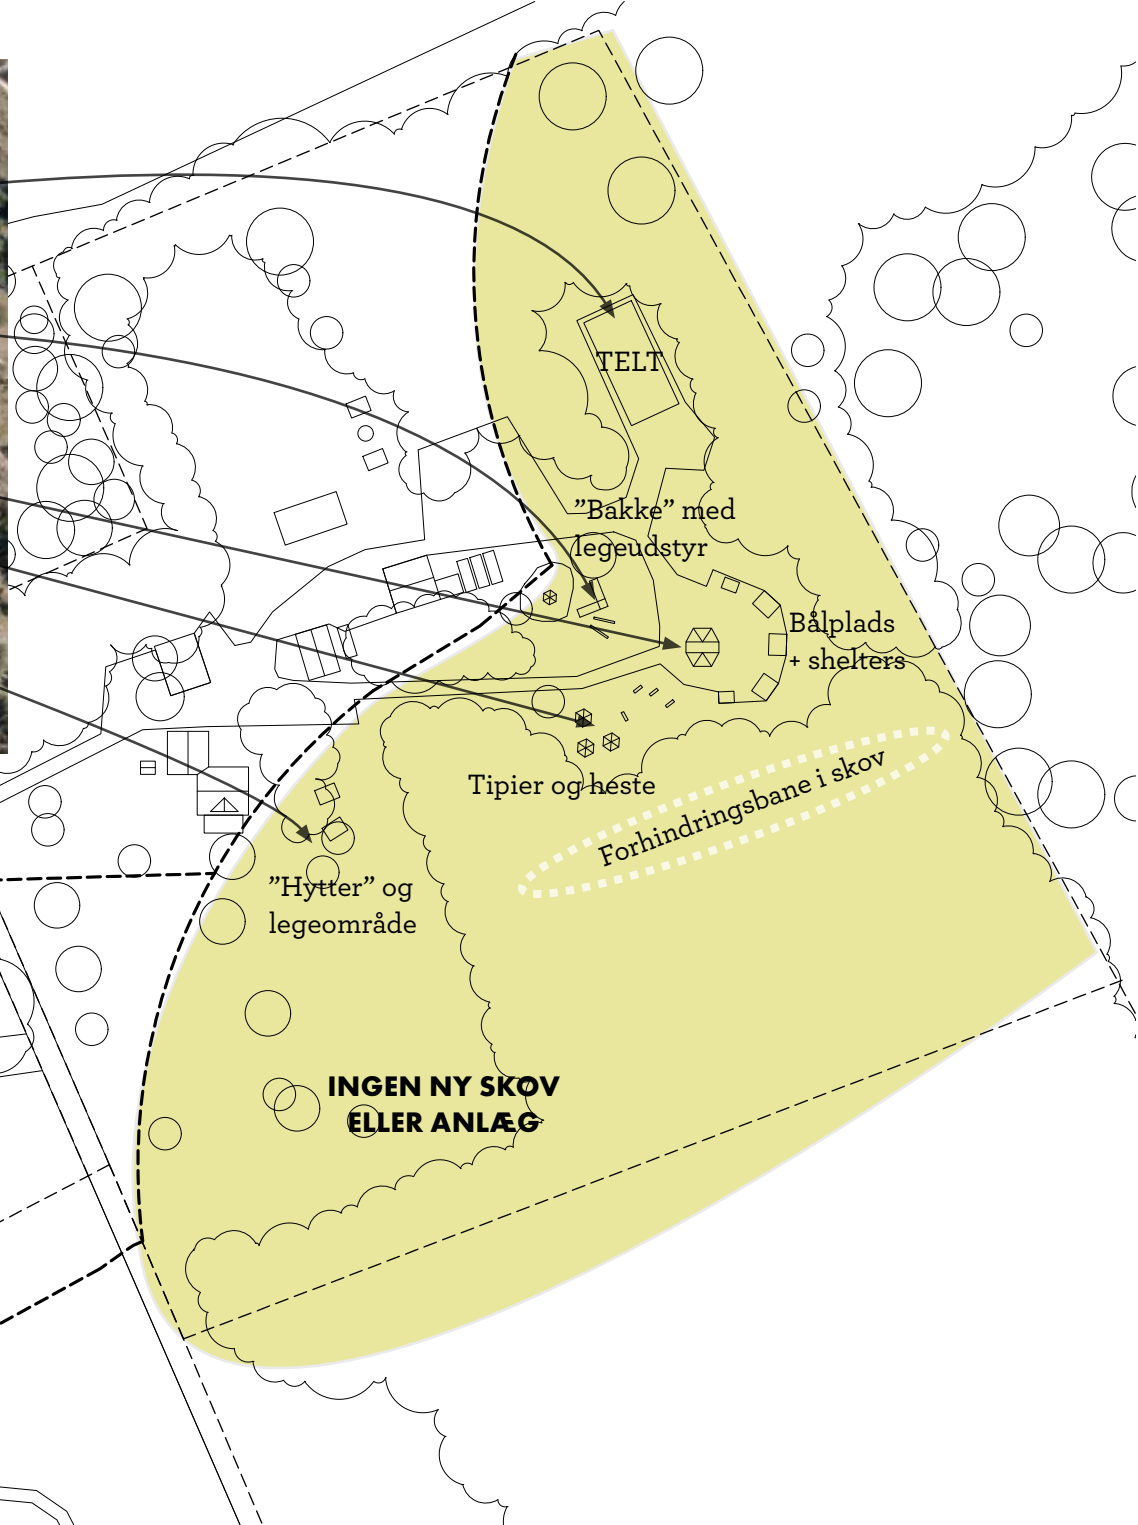 TELT
”Bakke” med
legeudstyr
Bålplads
+ shelters
Tipier og heste
Forhindringsbane i skov
”Hytter” og
legeområde
INGEN NY SKOV
ELLER ANLÆG